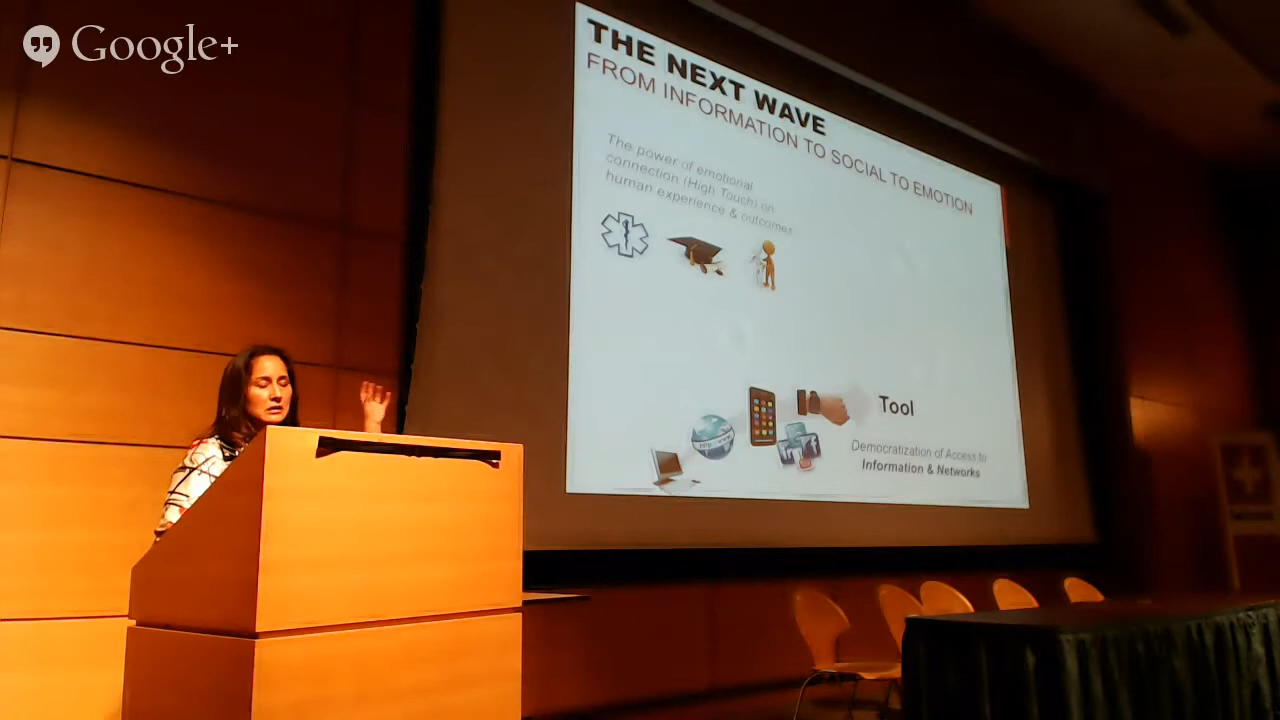 Google+
THE NEXT WAVE
FROM INFORMATION TO SOCIAL TO EMOTION
The power of emotional
connection (High Touch) on
human experience & outcomes
Tool
Democratization of Access to
Information & Networks